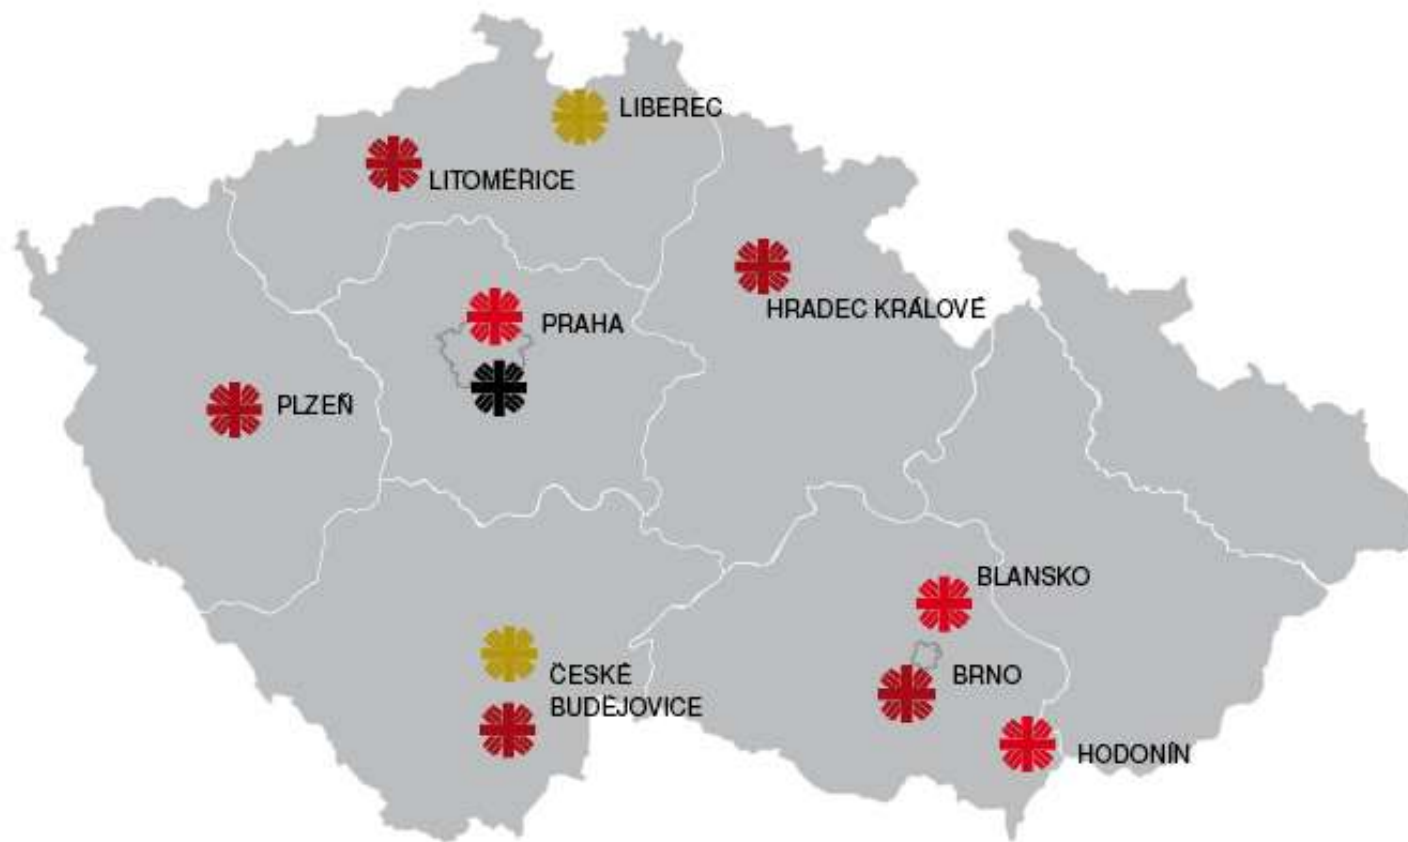 LIBEREC
LITOMĚŘICE
HRADEC KRÁLOVÉ
PRAHA
PLZEŇ
BLANSKO
ČESKÉ
BUDĚJOVICE
BRNO
HODONÍN